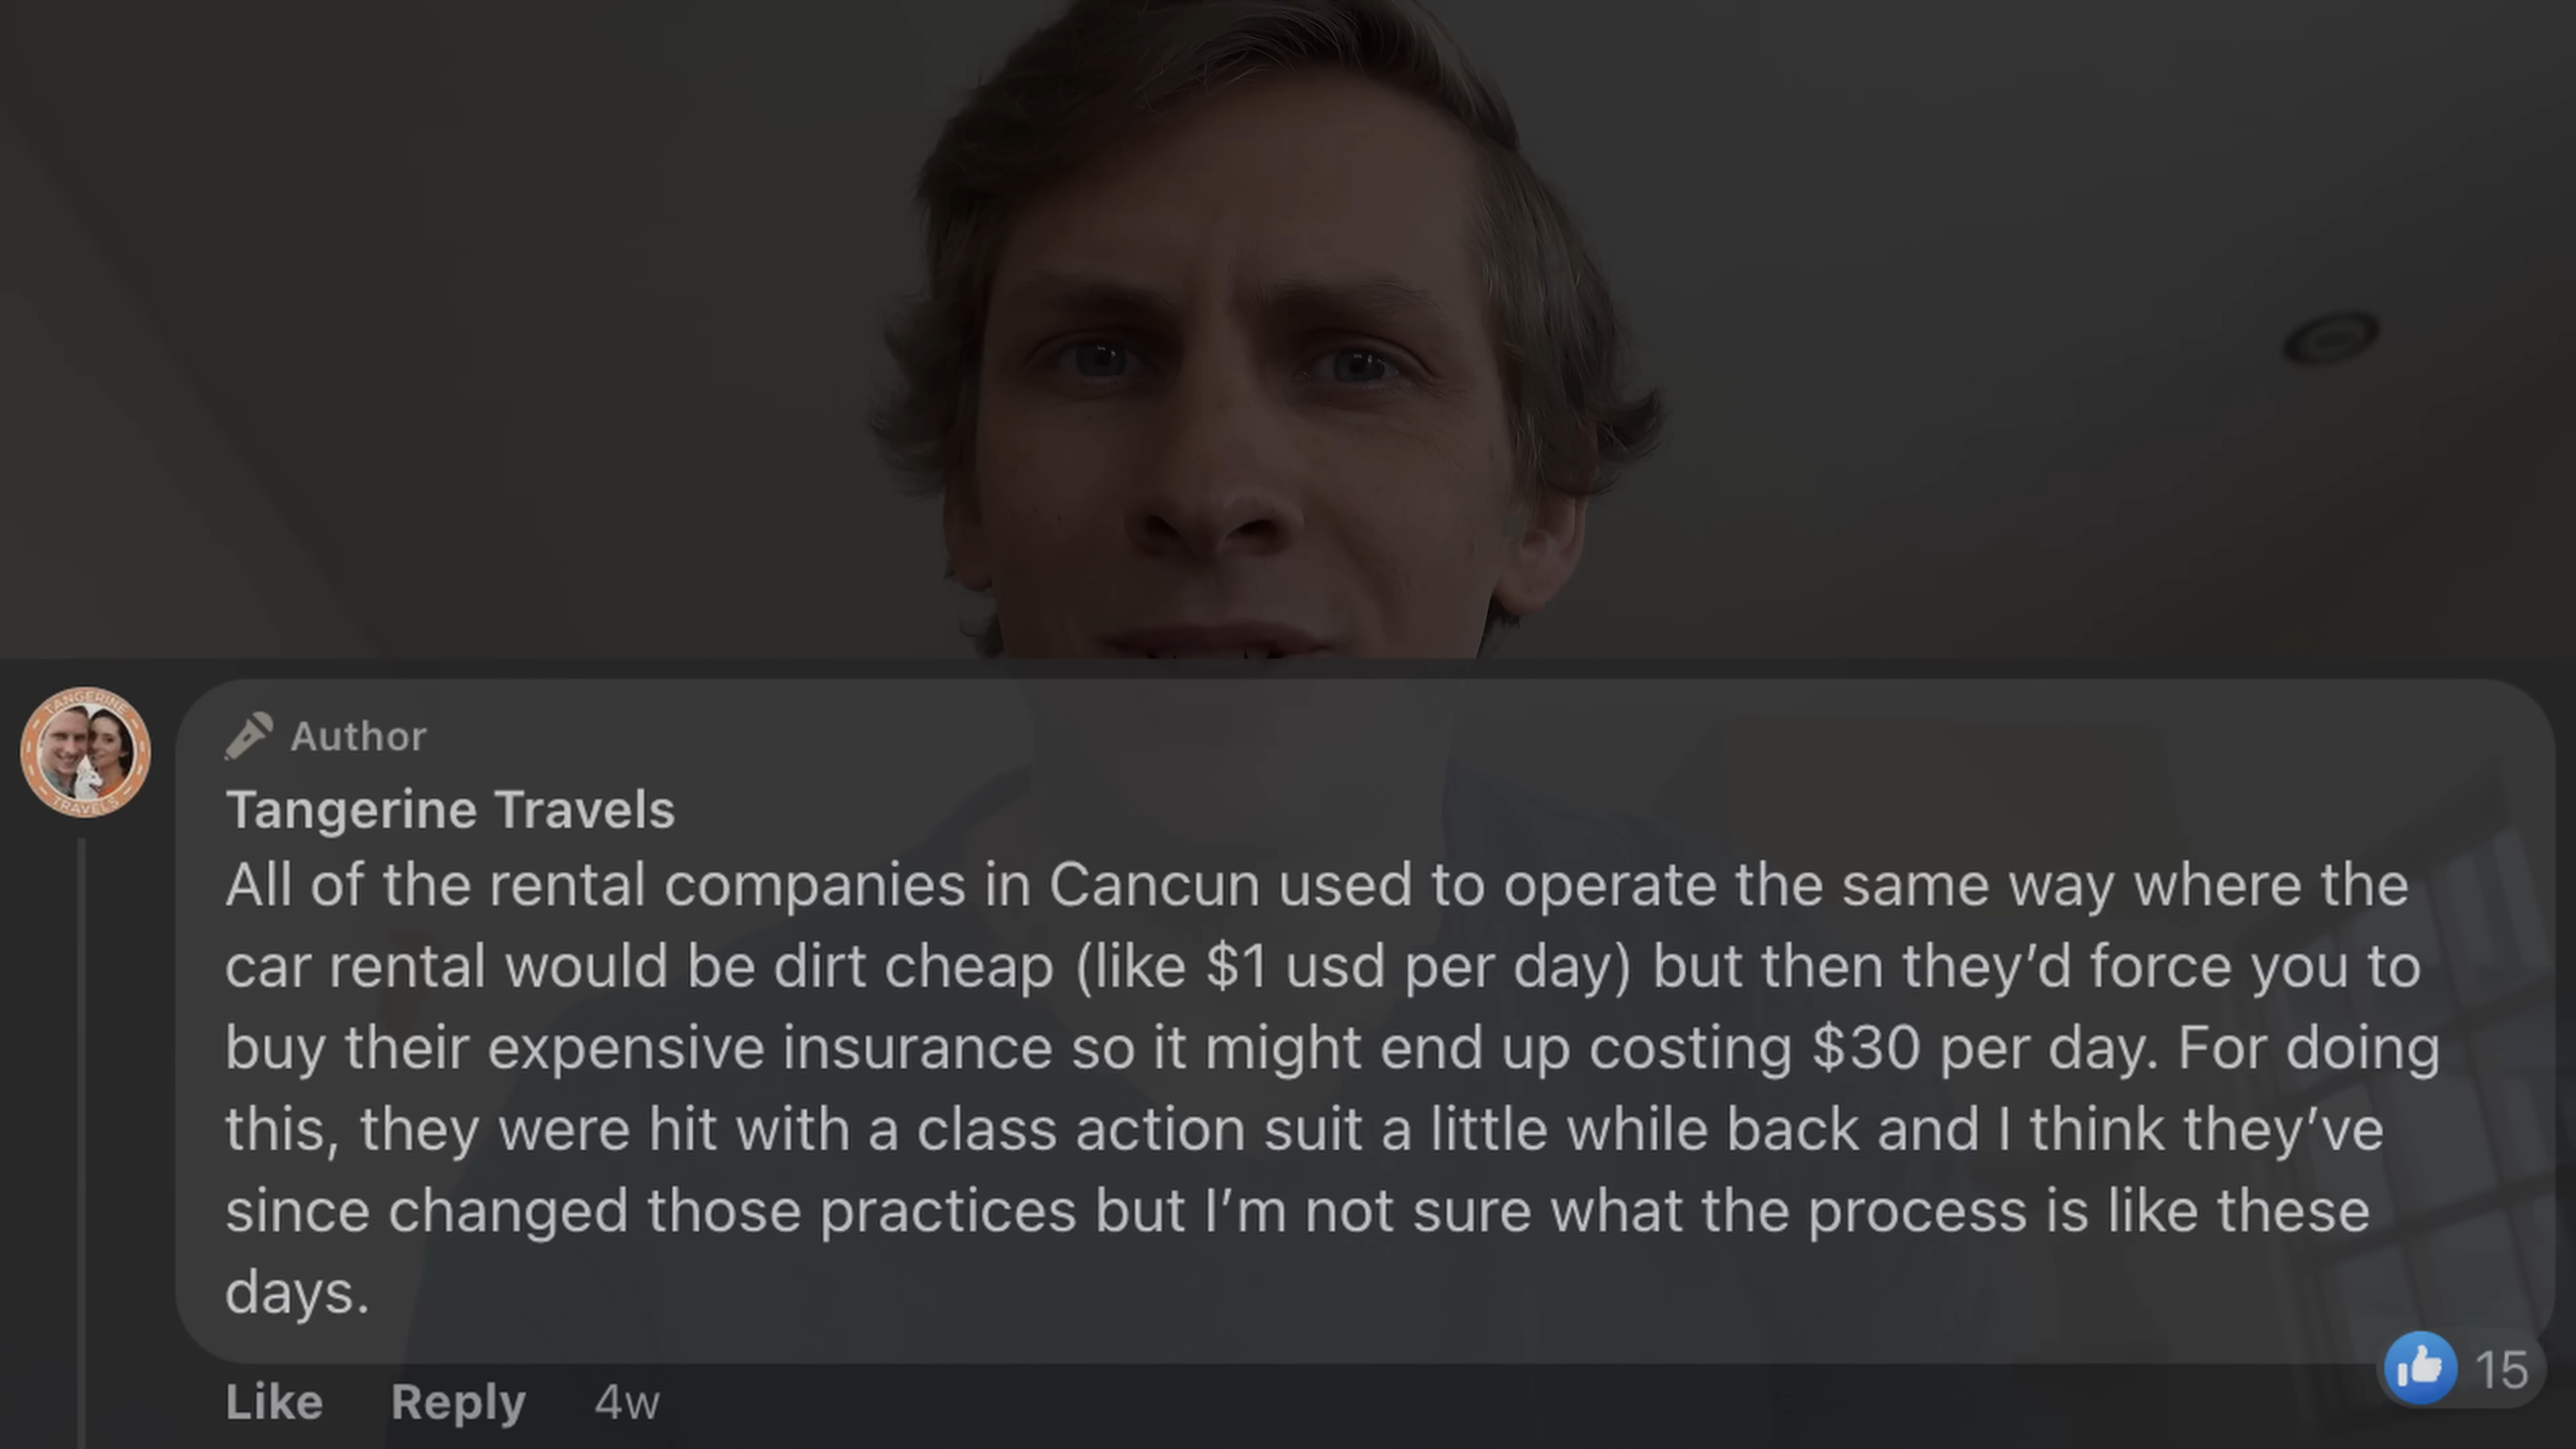 TANGERINE
TRAVELS
Author
Tangerine Travels
All of the rental companies in Cancun used to operate the same way where the
car rental would be dirt cheap (like $1 usd per day) but then they’d force you to
buy their expensive insurance so it might end up costing $30 per day. For doing
this, they were hit with a class action suit a little while back and I think they’ve
since changed those practices but I’m not sure what the process is like these
days.
Like Reply 4w
15